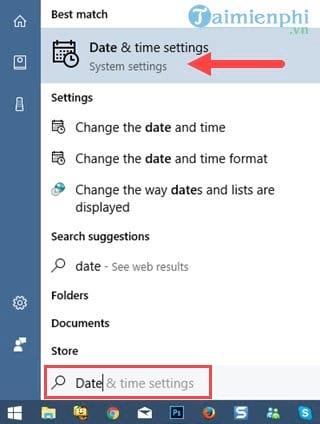 Best match
Taimienphi
.vn
Date & time settings
System settings
Settings
Change the date and time
Change the date and time format
Change the way dates and lists are
displayed
Search suggestions
date - See web results
Folders
Documents
Store
Date & time settings
Ps
S
S